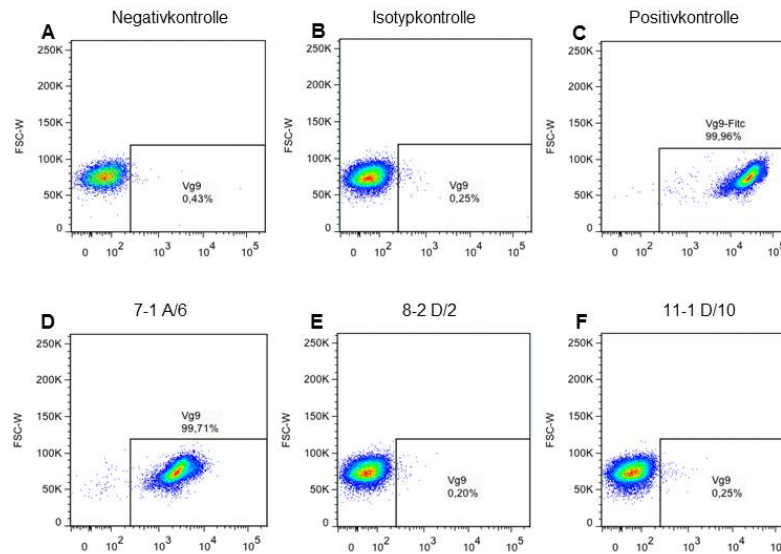 Negativkontrolle
Isotypkontrolle
Positivkontrolle
A
B
C
250K
200K
150K
100K
50K
0
FSC-W
Vg9
0,43%
0 10² 10³ 10⁴ 10⁵
250K
200K
150K
100K
50K
0
FSC-W
Vg9
0,25%
0 10² 10³ 10⁴ 10⁵
250K
200K
150K
100K
50K
0
FSC-W
Vg9-Fitc
99,96%
0 10² 10³ 10⁴ 10⁵
7-1 A/6
8-2 D/2
11-1 D/10
D
E
F
250K
200K
150K
100K
50K
0
FSC-W
Vg9
99,71%
0 10² 10³ 10⁴ 10⁵
250K
200K
150K
100K
50K
0
FSC-W
Vg9
0,20%
0 10² 10³ 10⁴ 10⁵
250K
200K
150K
100K
50K
0
FSC-W
Vg9
0,25%
0 10² 10³ 10⁴ 10⁵